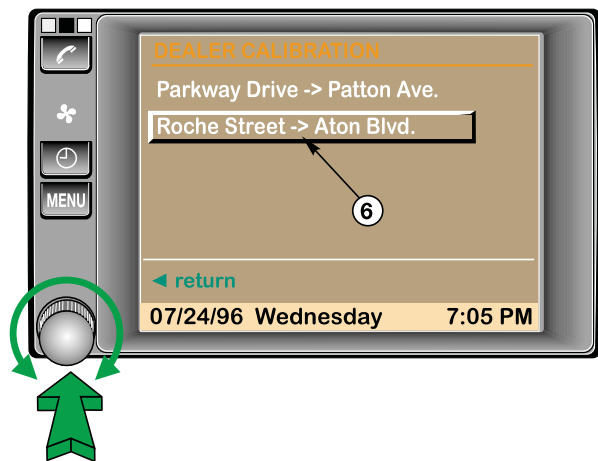 DEALER CALIBRATION
Parkway Drive -> Patton Ave.
Roche Street -> Aton Blvd.
6
MENU
◄ return
07/24/96 Wednesday 7:05 PM